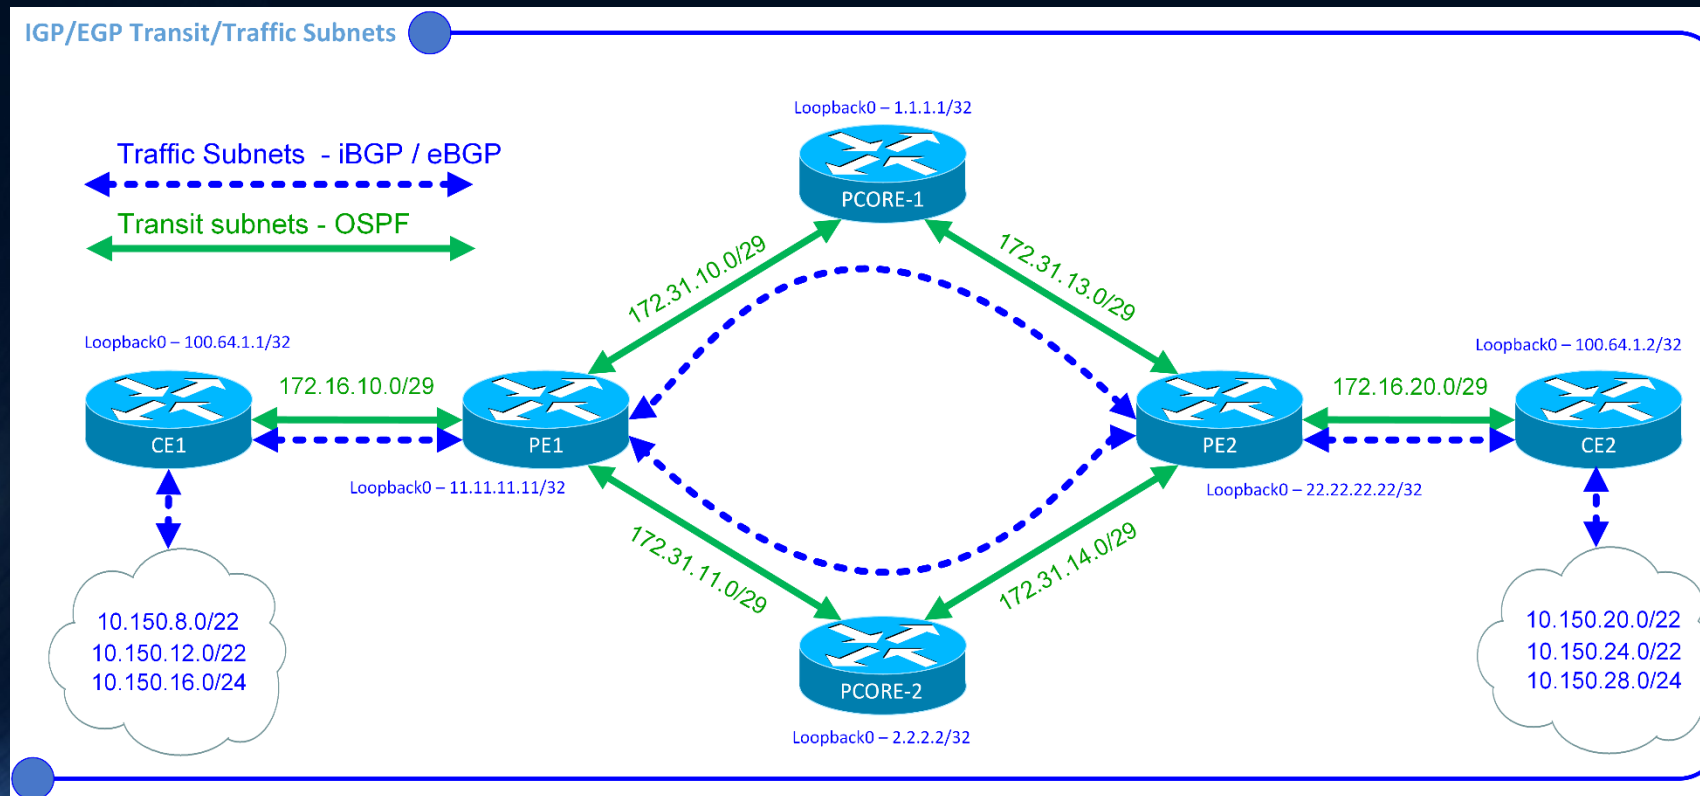 IGP/EGP Transit/Traffic Subnets
Loopback0 – 1.1.1.1/32
Traffic Subnets - iBGP / eBGP
PCORE-1
Transit subnets - OSPF
172.31.10.0/29
172.31.13.0/29
Loopback0 – 100.64.1.1/32
Loopback0 – 100.64.1.2/32
172.16.10.0/29
172.16.20.0/29
CE1
PE1
PE2
CE2
Loopback0 – 11.11.11.11/32
Loopback0 – 22.22.22.22/32
172.31.11.0/29
172.31.14.0/29
10.150.8.0/22
10.150.12.0/22
10.150.16.0/24
10.150.20.0/22
10.150.24.0/22
10.150.28.0/24
PCORE-2
Loopback0 – 2.2.2.2/32